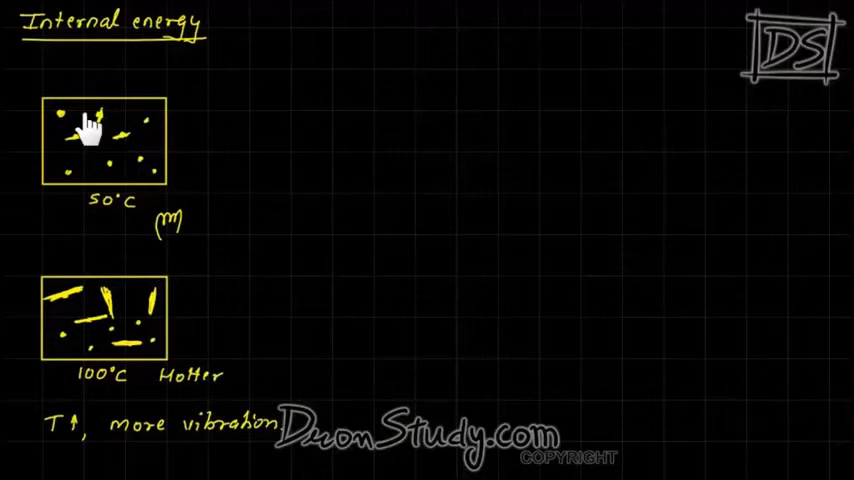 Internal energy
DS
50°C
(m)
100°C Hotter
T↑, more vibration
DronStudy.com
COPYRIGHT